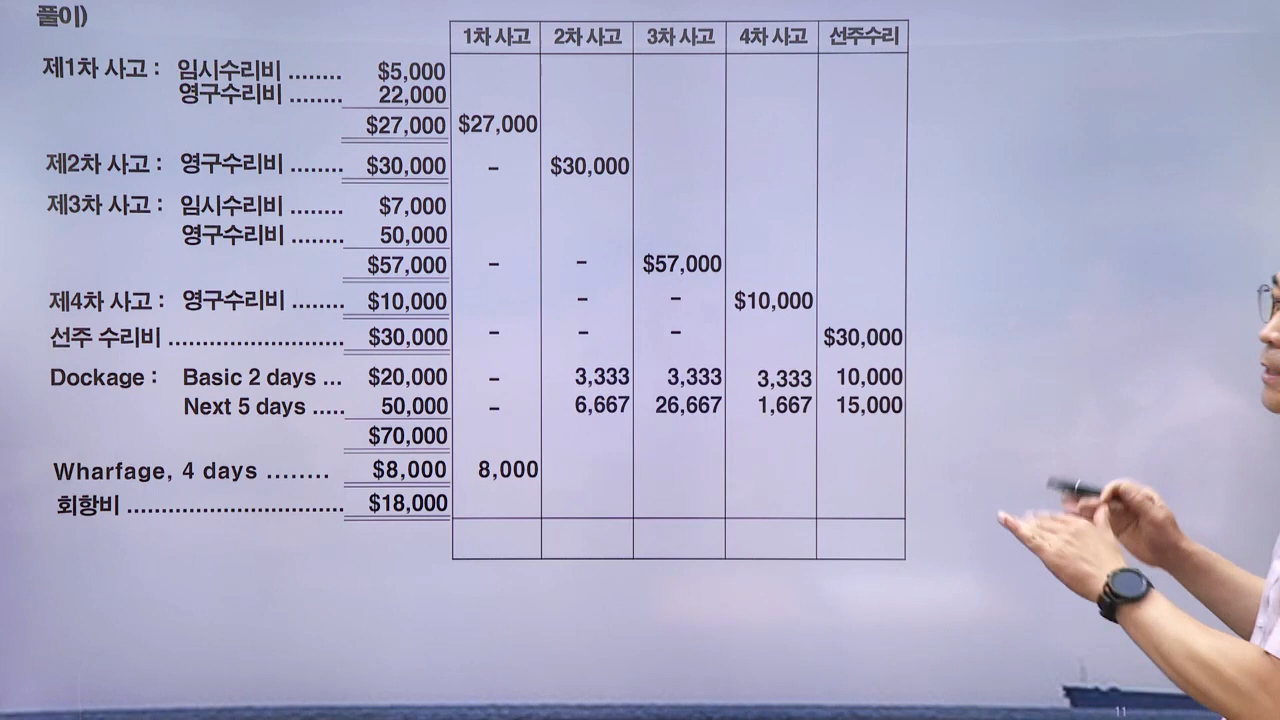 풀이)
1차 사고 2차 사고 3차 사고 4차 사고 선주수리
제1차 사고 : 임시수리비 ........ $5,000
영구수리비 ........ 22,000
$27,000 $27,000
제2차 사고 : 영구수리비 ........ $30,000 – $30,000
제3차 사고 : 임시수리비 ........ $7,000
영구수리비 ........ 50,000
$57,000 – – $57,000
제4차 사고 : 영구수리비 ........ $10,000 – – $10,000
선주 수리비 .......................... $30,000 – – – $30,000
Dockage : Basic 2 days ... $20,000 – 3,333 3,333 3,333 10,000
Next 5 days ..... 50,000 – 6,667 26,667 1,667 15,000
$70,000
Wharfage, 4 days ........ $8,000 8,000
회항비 ................................ $18,000
11